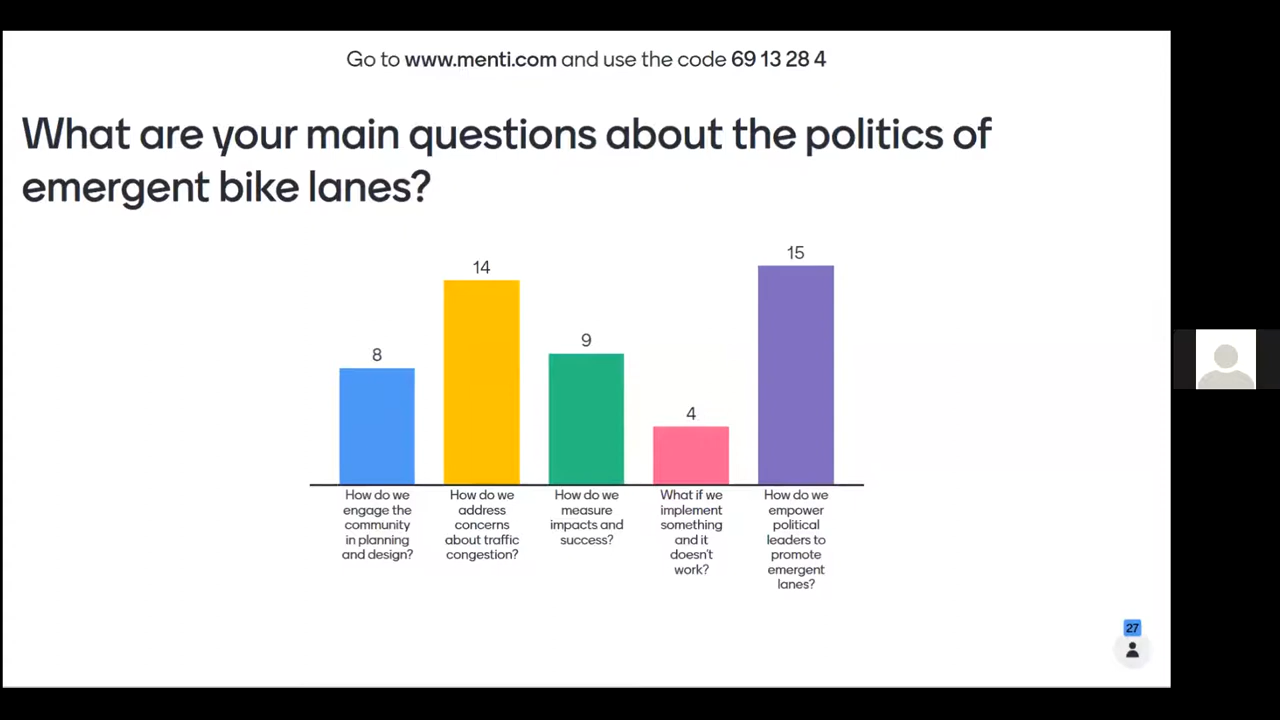 Go to www.menti.com and use the code 69 13 28 4
What are your main questions about the politics of
emergent bike lanes?
8
14
9
4
15
How do we
engage the
community
in planning
and design?
How do we
address
concerns
about traffic
congestion?
How do we
measure
impacts and
success?
What if we
implement
something
and it
doesn't
work?
How do we
empower
political
leaders to
promote
emergent
lanes?
27